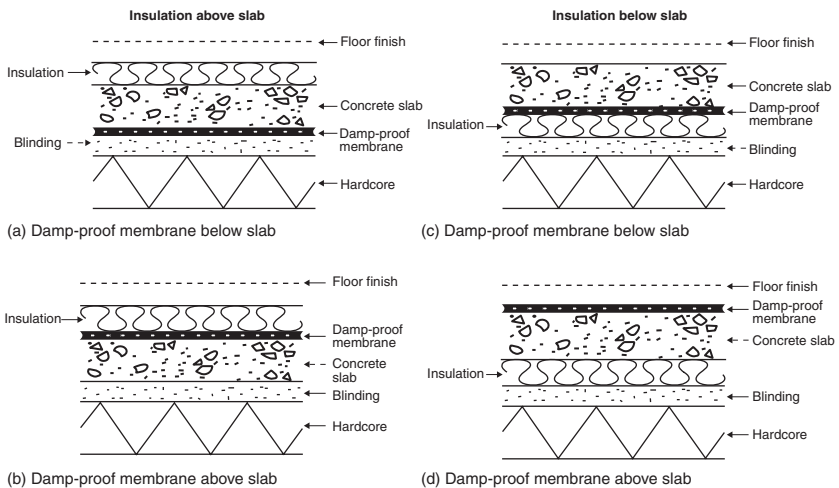 Insulation above slab
Floor finish
Insulation
Concrete slab
Damp-proof
membrane
Blinding
Hardcore
(a) Damp-proof membrane below slab
Insulation below slab
Floor finish
Concrete slab
Damp-proof
membrane
Insulation
Blinding
Hardcore
(c) Damp-proof membrane below slab
Floor finish
Insulation
Damp-proof
membrane
Concrete
slab
Blinding
Hardcore
(b) Damp-proof membrane above slab
Floor finish
Damp-proof
membrane
Concrete slab
Insulation
Blinding
Hardcore
(d) Damp-proof membrane above slab